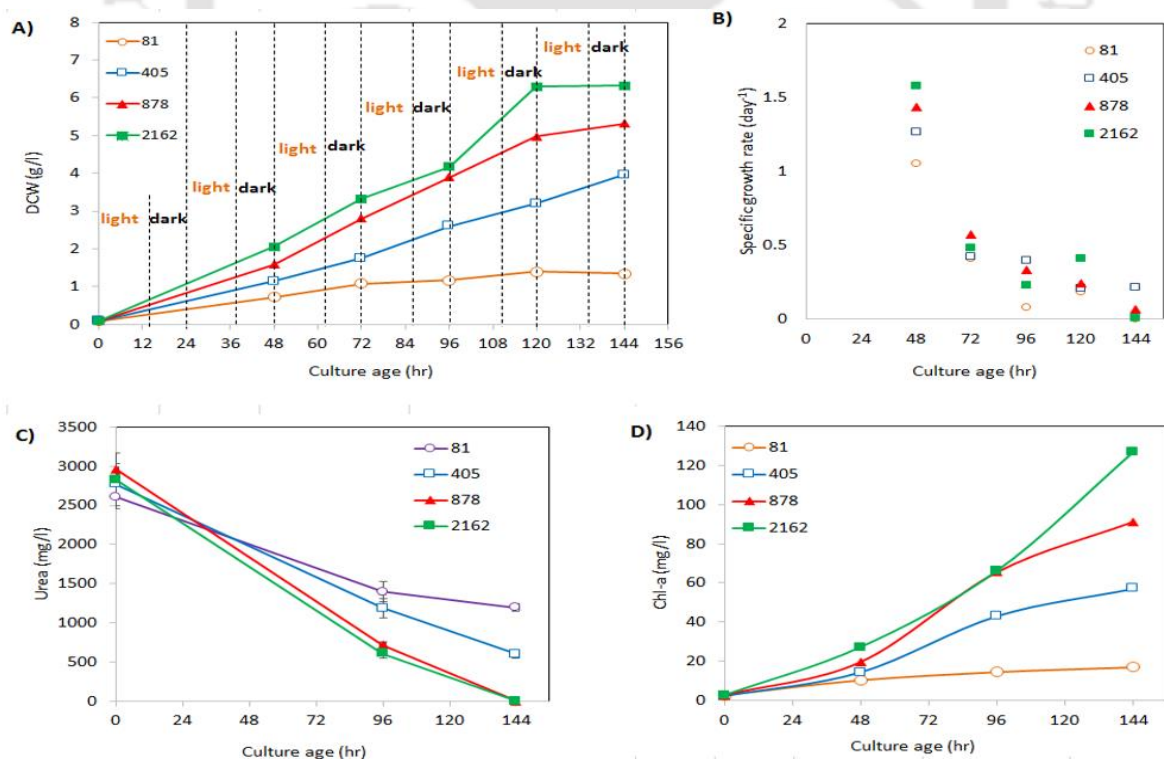 A)
8
7
6
5
4
3
2
1
0
DCW (g/l)
81
405
878
2162
light dark
light dark
light dark
light dark
light dark
light dark
0 12 24 36 48 60 72 84 96 108 120 132 144 156
Culture age (hr)
B)
2
1.5
1
0.5
0
Specific growth rate (day-1)
81
405
878
2162
0 24 48 72 96 120 144
Culture age (hr)
C)
3500
3000
2500
2000
1500
1000
500
0
Urea (mg/l)
81
405
878
2162
0 24 48 72 96 120 144
Culture age (hr)
D)
140
120
100
80
60
40
20
0
Chl-a (mg/l)
81
405
878
2162
0 24 48 72 96 120 144
Culture age (hr)